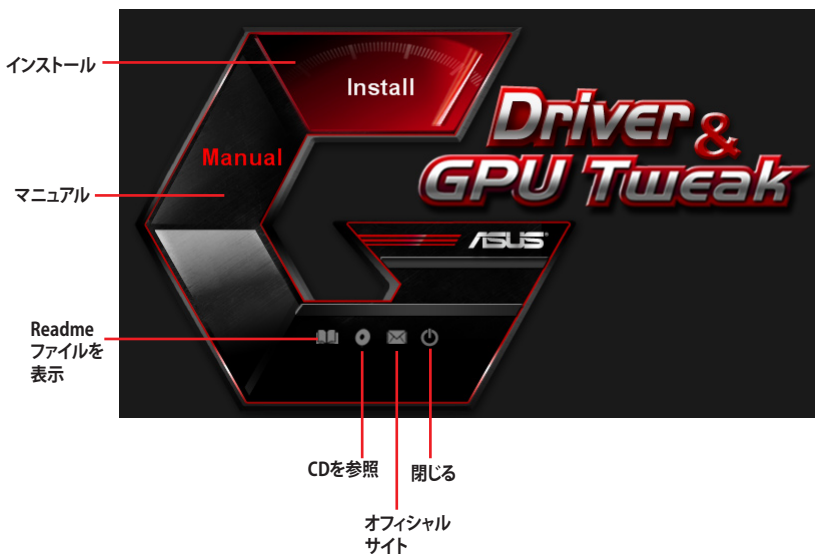 インストール
Install
Driver &
GPU Tweak
Manual
マニュアル
ASUS
Readme
ファイルを
表示
CDを参照
閉じる
オフィシャル
サイト